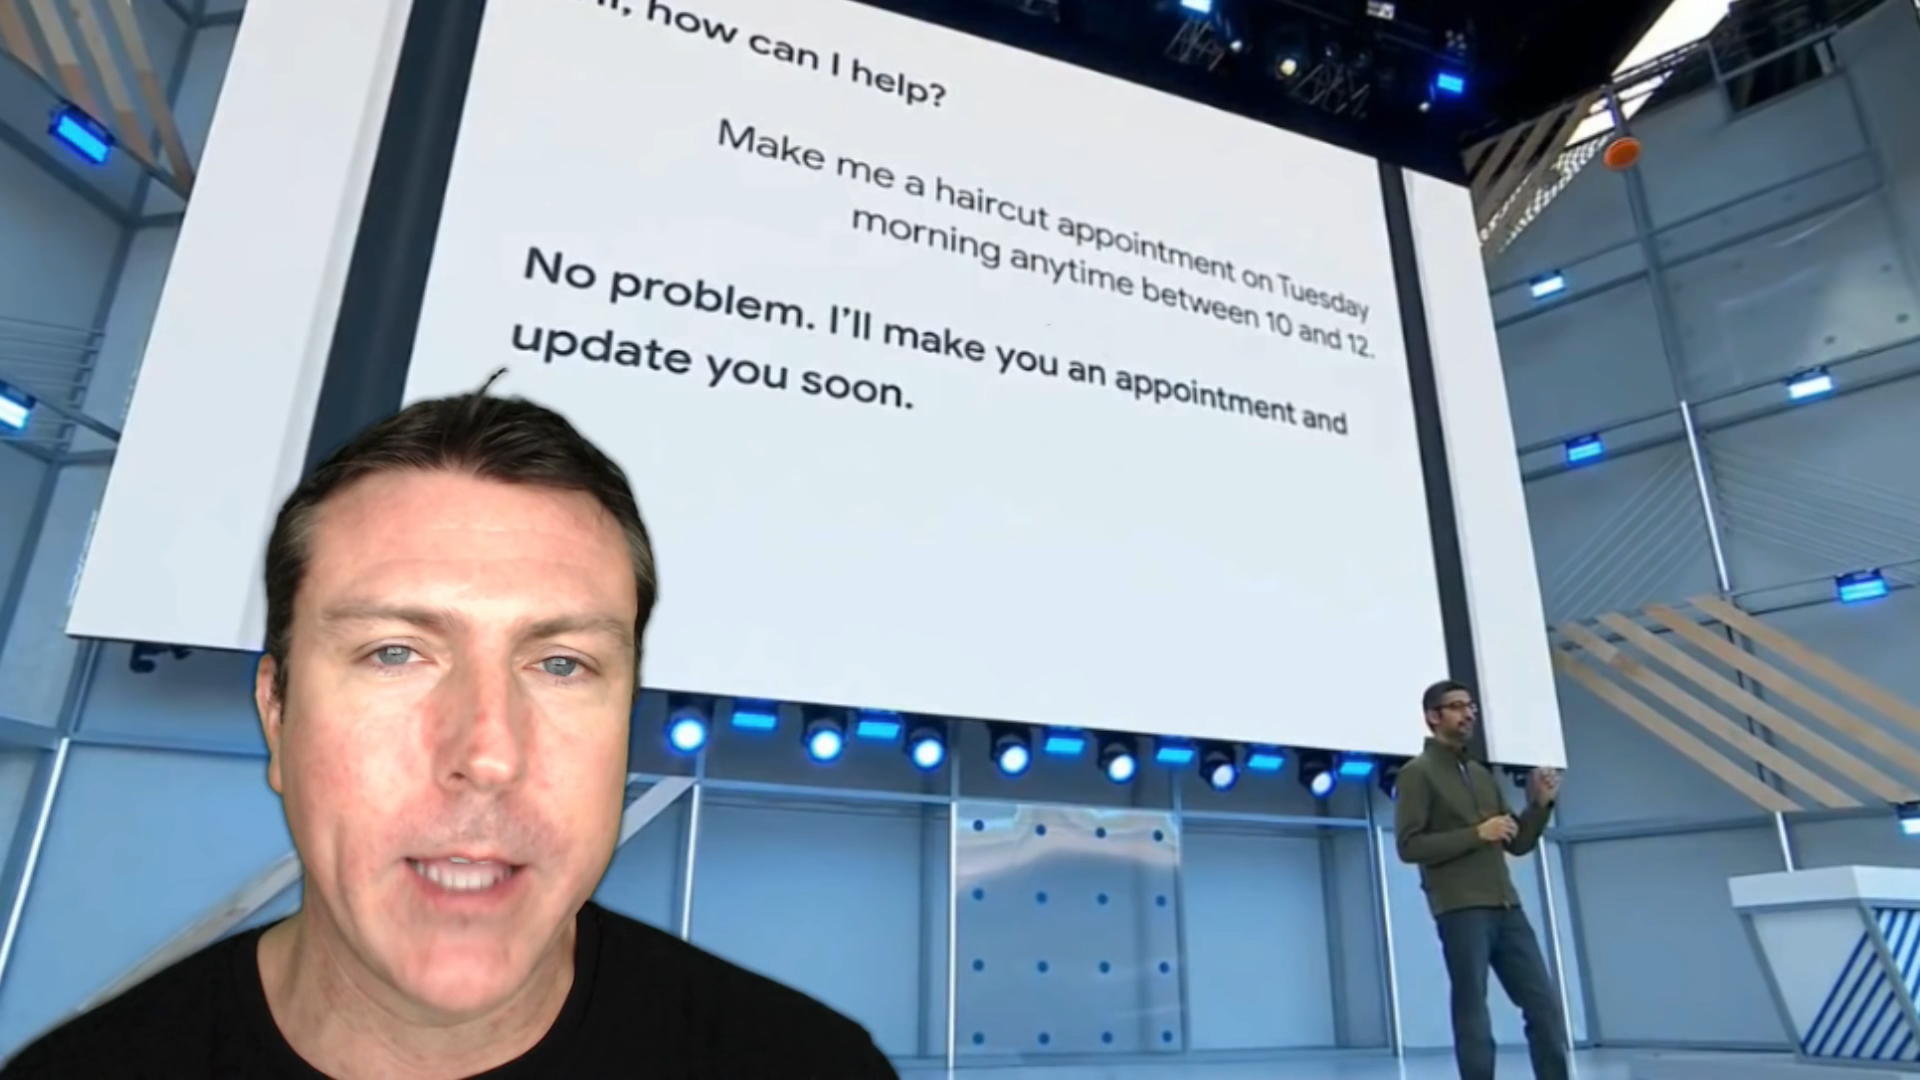 how can I help?
Make me a haircut appointment on Tuesday
morning anytime between 10 and 12.
No problem. I'll make you an appointment and
update you soon.